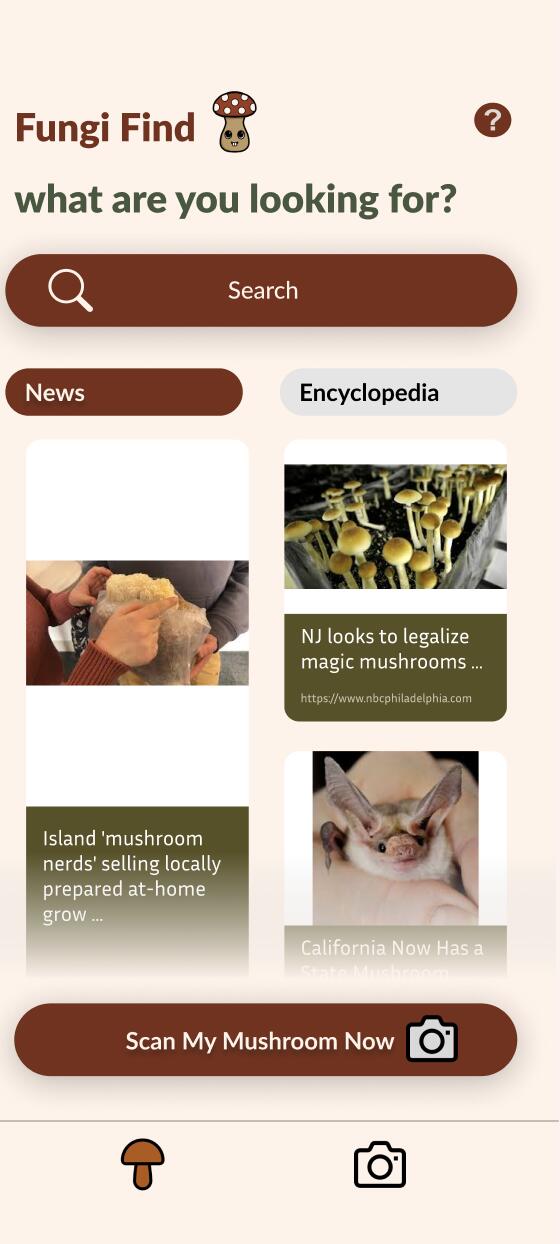 Fungi Find
?
what are you looking for?
Search
News
Encyclopedia
Island 'mushroom
nerds' selling locally
prepared at-home
grow ...
NJ looks to legalize
magic mushrooms ...
https://www.nbcphiladelphia.com
California Now Has a
State Mushroom
Scan My Mushroom Now